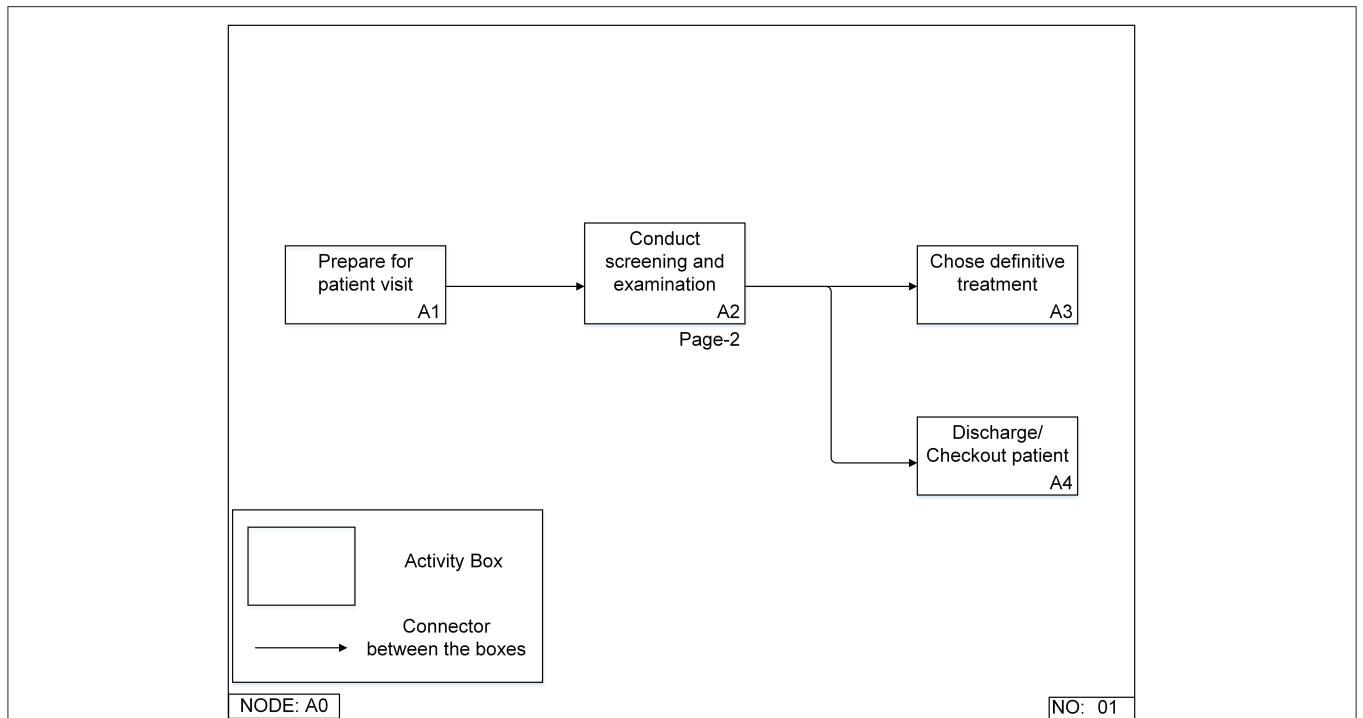 Prepare for
patient visit
A1
Conduct
screening and
examination
A2
Page-2
Chose definitive
treatment
A3
Discharge/
Checkout patient
A4
Activity Box
Connector
between the boxes
NODE: A0
NO: 01